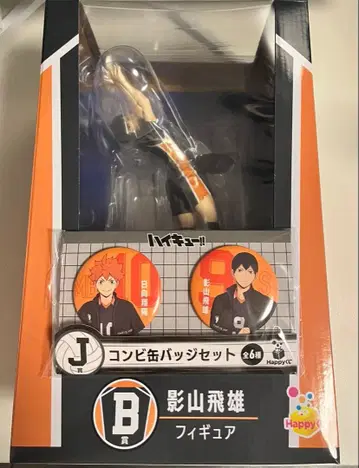 ハイキュー!!
10
日向翔陽
9
影山飛雄
J賞
コンビ缶バッジセット
全6種
Happyくじ
B賞
影山飛雄
フィギュア
Happyくじ